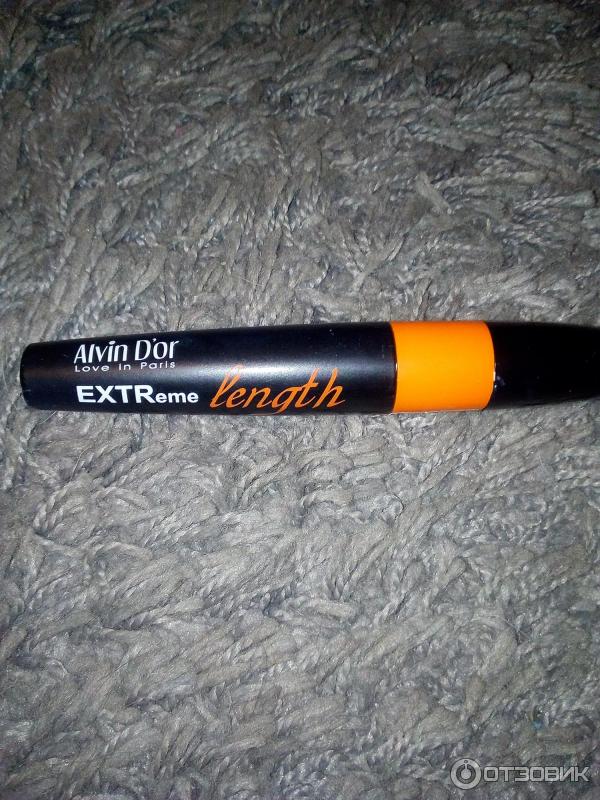 Alvin D'or
Love in Paris
EXTReme length
ОТЗОВИК